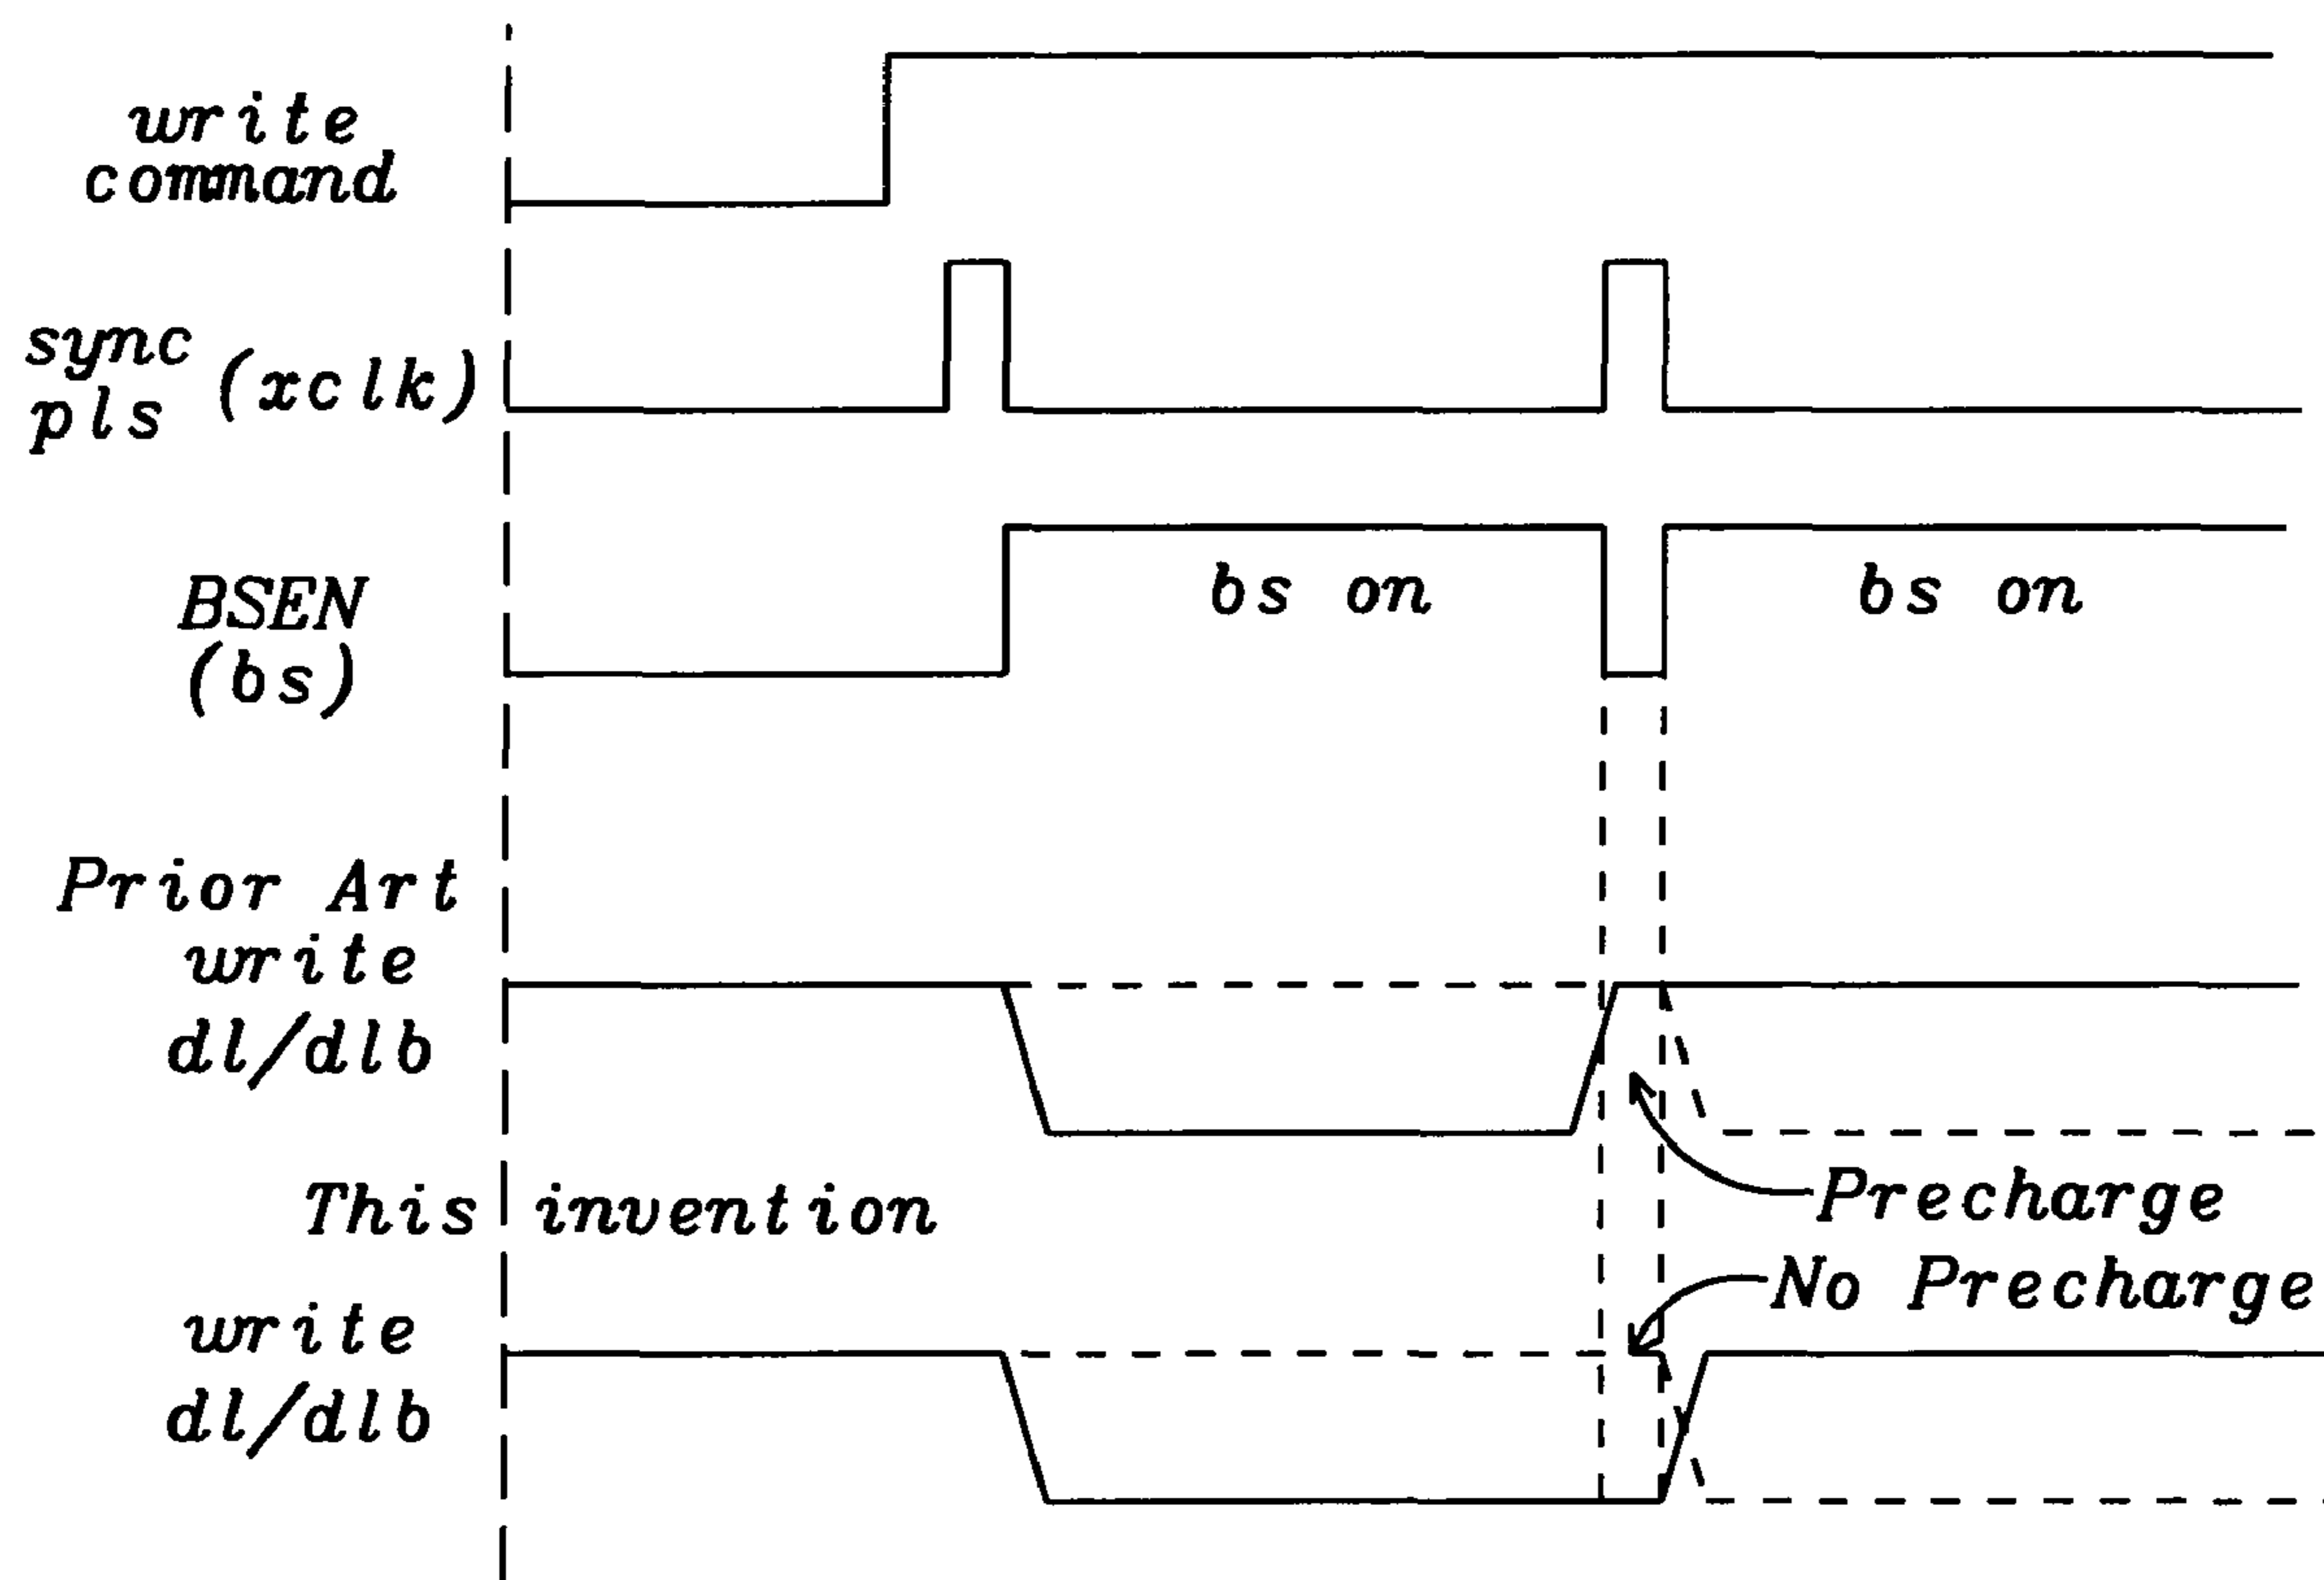 write
command
sync
pls (xclk)
BSEN
(bs)
bs on bs on
Prior Art
write
dl/dlb
Precharge
This invention
No Precharge
write
dl/dlb